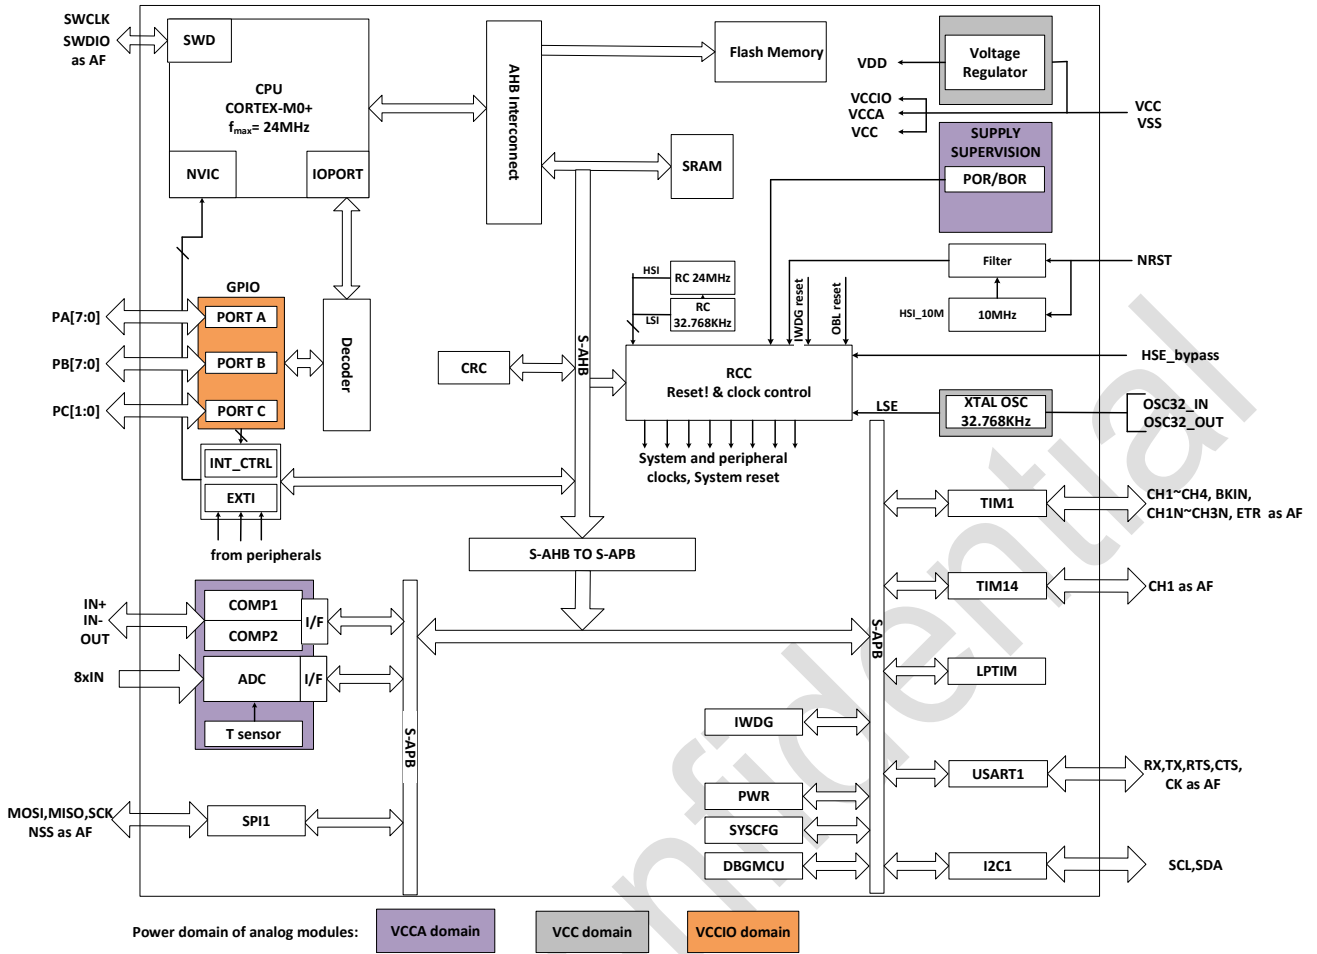 SWCLK
SWDIO
as AF
SWD
CPU
CORTEX-M0+
fmax= 24MHz
NVIC
IOPORT
AHB Interconnect
Flash Memory
SRAM
Voltage
Regulator
VDD
VCCIO
VCCA
VCC
VCC
VSS
SUPPLY
SUPERVISION
POR/BOR
Filter
NRST
HSI_10M
10MHz
HSI
RC 24MHz
LSI
RC
32.768KHz
IWDG reset
OBL reset
GPIO
PA[7:0]
PORT A
PB[7:0]
PORT B
PC[1:0]
PORT C
Decoder
CRC
S-AHB
RCC
Reset! & clock control
HSE_bypass
LSE
XTAL OSC
32.768KHz
OSC32_IN
OSC32_OUT
System and peripheral
clocks, System reset
INT_CTRL
EXTI
from peripherals
S-AHB TO S-APB
TIM1
CH1~CH4, BKIN,
CH1N~CH3N, ETR as AF
TIM14
CH1 as AF
IN+
IN-
OUT
COMP1
COMP2
I/F
8xIN
ADC
I/F
T sensor
S-APB
S-APB
LPTIM
IWDG
USART1
RX,TX,RTS,CTS,
CK as AF
PWR
SYSCFG
DBGMCU
I2C1
SCL,SDA
MOSI,MISO,SCK
NSS as AF
SPI1
Power domain of analog modules:
VCCA domain
VCC domain
VCCIO domain
nfidential